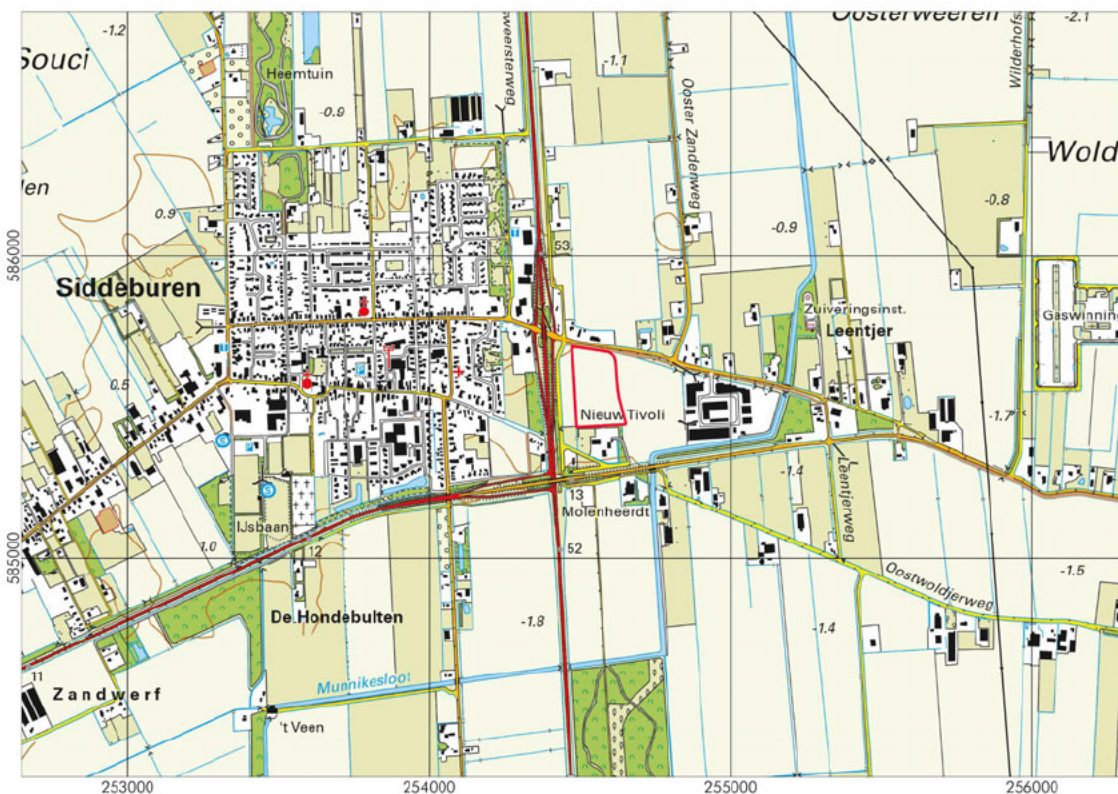 Oosterweeren
-1.2
-2.1
Souci
weersterweg
-1.1
Wilderhofs
Heemtuin
Ooster Zandenweg
-0.9
Wold
len
0.9
-0.8
-0.9
53
586000
Siddeburen
Zuiveringsinst.
Leentjer
Gaswinning
P
0.5
Nieuw Tivoli
-1.7
S
P
S
-1.4
Leentjerweg
13
Molenheerdt
IJsbaan
1.0
12
52
585000
Oostwoldjerweg
-1.5
De Hondebulten
-1.8
-1.4
11
Zandwerf
Munnikesloot
't Veen
253000
254000
255000
256000